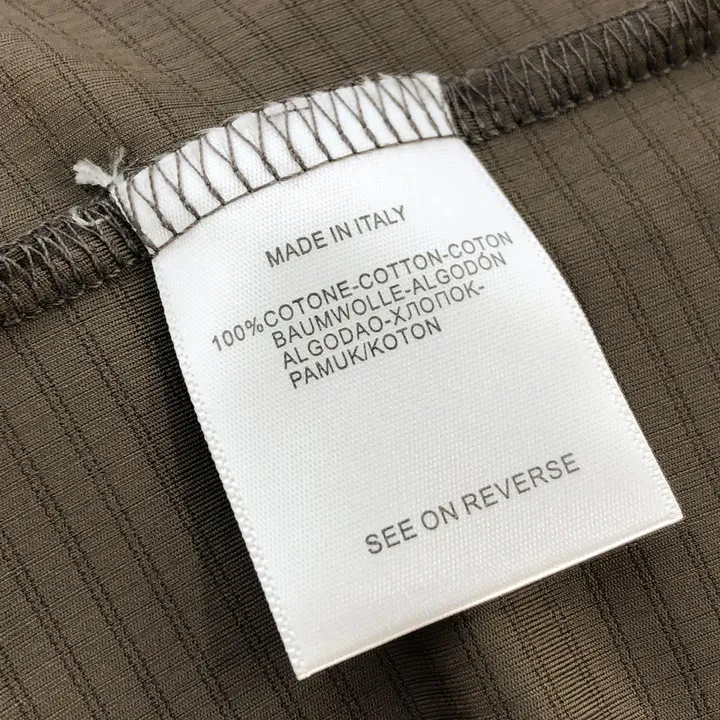 MADE IN ITALY
100%COTONE-COTTON-COTON
BAUMWOLLE-ALGODÓN
ALGODAO-ХЛОПОК-
PAMUK/KOTON
SEE ON REVERSE